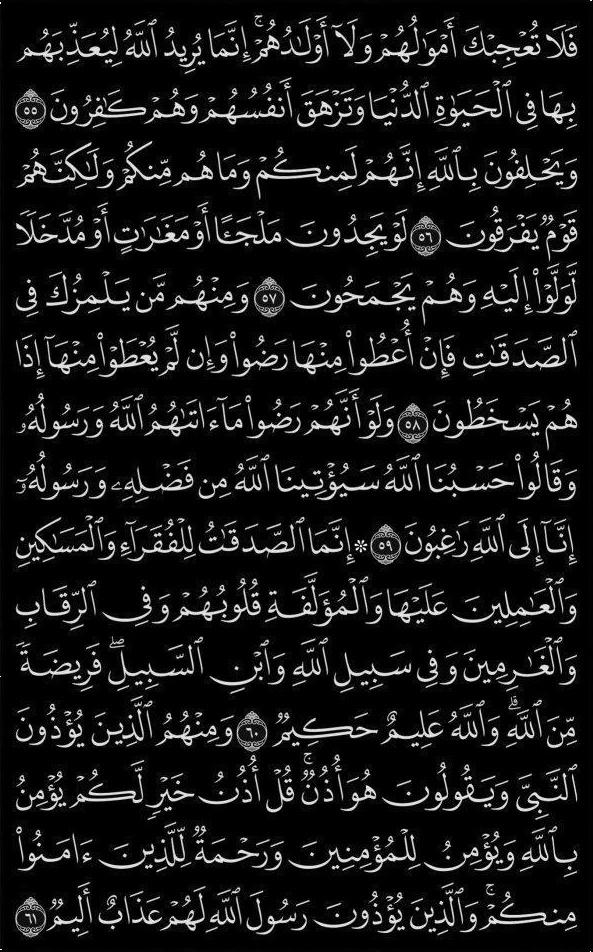 فَلَا تُعْجِبْكَ أَمْوَٰلُهُمْ وَلَآ أَوْلَٰدُهُمْ ۚ إِنَّمَا يُرِيدُ ٱللَّهُ لِيُعَذِّبَهُم
بِهَا فِى ٱلْحَيَوٰةِ ٱلدُّنْيَا وَتَزْهَقَ أَنفُسُهُمْ وَهُمْ كَٰفِرُونَ ٥٥
وَيَحْلِفُونَ بِٱللَّهِ إِنَّهُمْ لَمِنكُمْ وَمَا هُم مِّنكُمْ وَلَٰكِنَّهُمْ
قَوْمٌ يَفْرَقُونَ ٥٦ لَوْ يَجِدُونَ مَلْجَـًٔا أَوْ مَغَٰرَٰتٍ أَوْ مُدَّخَلًا
لَّوَلَّوْا۟ إِلَيْهِ وَهُمْ يَجْمَحُونَ ٥٧ وَمِنْهُم مَّن يَلْمِزُكَ فِى
ٱلصَّدَقَٰتِ فَإِنْ أُعْطُوا۟ مِنْهَا رَضُوا۟ وَإِن لَّمْ يُعْطَوْا۟ مِنْهَآ إِذَا
هُمْ يَسْخَطُونَ ٥٨ وَلَوْ أَنَّهُمْ رَضُوا۟ مَآ ءَاتَىٰهُمُ ٱللَّهُ وَرَسُولُهُۥ
وَقَالُوا۟ حَسْبُنَا ٱللَّهُ سَيُؤْتِينَا ٱللَّهُ مِن فَضْلِهِۦ وَرَسُولُهُۥٓ
إِنَّآ إِلَى ٱللَّهِ رَٰغِبُونَ ٥٩ ۞ إِنَّمَا ٱلصَّدَقَٰتُ لِلْفُقَرَآءِ وَٱلْمَسَٰكِينِ
وَٱلْعَٰمِلِينَ عَلَيْهَا وَٱلْمُؤَلَّفَةِ قُلُوبُهُمْ وَفِى ٱلرِّقَابِ
وَٱلْغَٰرِمِينَ وَفِى سَبِيلِ ٱللَّهِ وَٱبْنِ ٱلسَّبِيلِ ۖ فَرِيضَةً
مِّنَ ٱللَّهِ ۗ وَٱللَّهُ عَلِيمٌ حَكِيمٌ ٦٠ وَمِنْهُمُ ٱلَّذِينَ يُؤْذُونَ
ٱلنَّبِىَّ وَيَقُولُونَ هُوَ أُذُنٌ ۚ قُلْ أُذُنُ خَيْرٍ لَّكُمْ يُؤْمِنُ
بِٱللَّهِ وَيُؤْمِنُ لِلْمُؤْمِنِينَ وَرَحْمَةٌ لِّلَّذِينَ ءَامَنُوا۟
مِنكُمْ ۚ وَٱلَّذِينَ يُؤْذُونَ رَسُولَ ٱللَّهِ لَهُمْ عَذَابٌ أَلِيمٌ ٦١